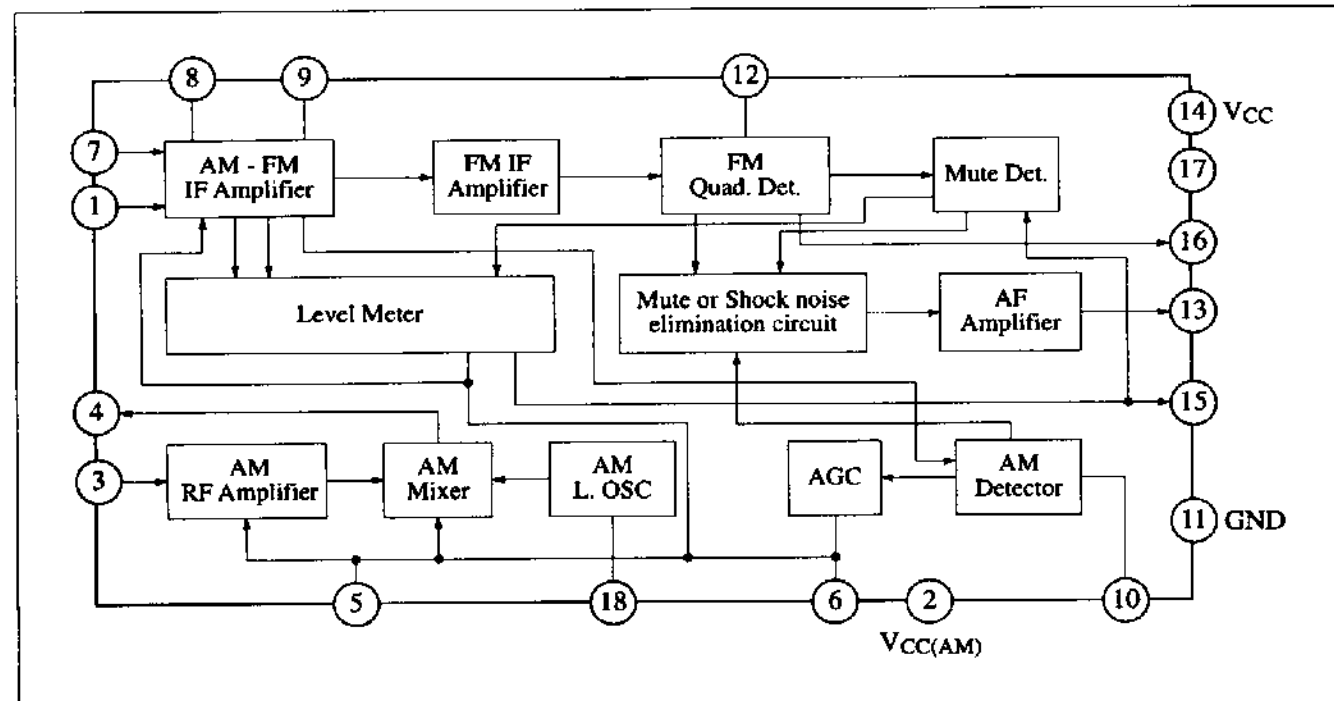 8
9
12
14 VCC
7
AM - FM
IF Amplifier
FM IF
Amplifier
FM
Quad. Det.
Mute Det.
17
1
16
Level Meter
Mute or Shock noise
elimination circuit
AF
Amplifier
13
4
15
3
AM
RF Amplifier
AM
Mixer
AM
L. OSC
AGC
AM
Detector
11 GND
5
18
6
2
10
VCC(AM)